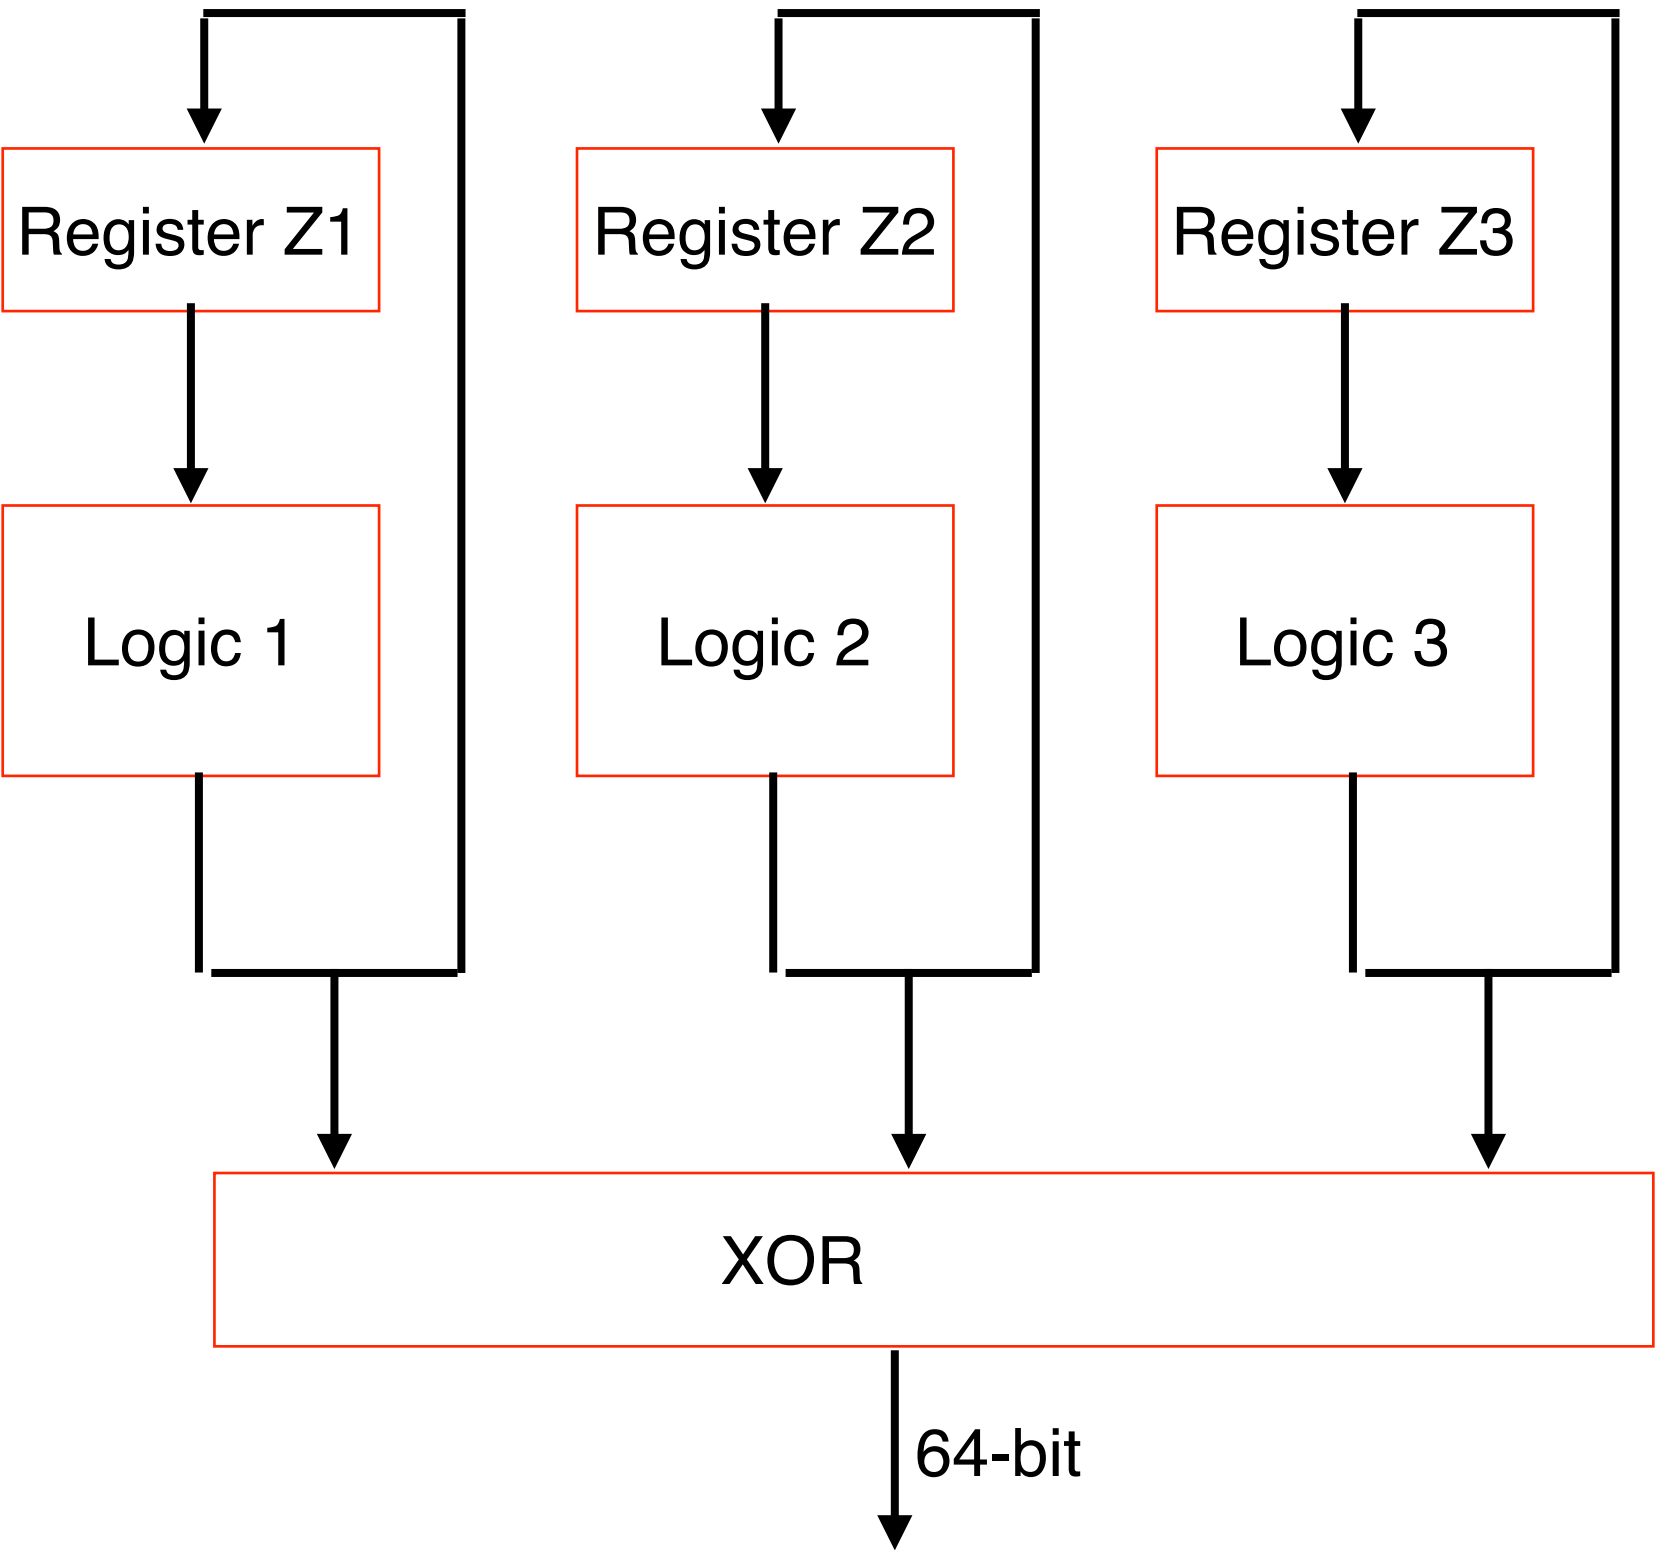 Register Z1
Register Z2
Register Z3
Logic 1
Logic 2
Logic 3
XOR
64-bit